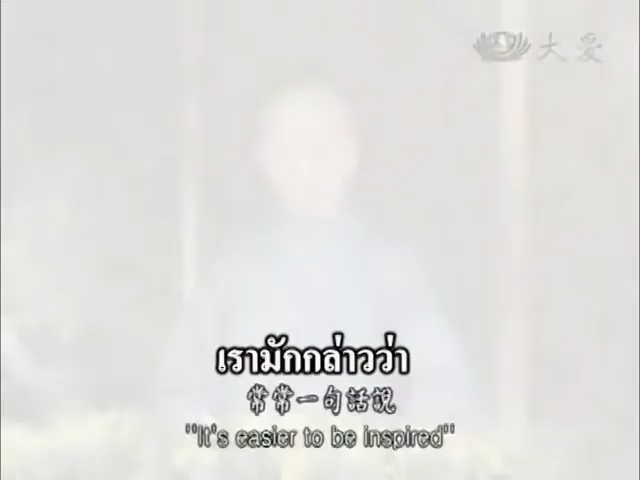 大愛
เรามักกล่าวว่า
常常一句話說
"It's easier to be inspired"